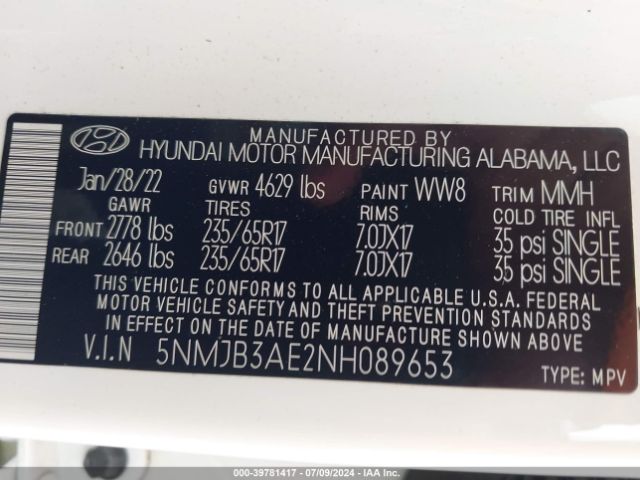 MANUFACTURED BY
HYUNDAI MOTOR MANUFACTURING ALABAMA, LLC
Jan/28/22 GVWR 4629 lbs PAINT WW8 TRIM MMH
GAWR TIRES RIMS COLD TIRE INFL
FRONT 2778 lbs 235/65R17 7.0JX17 35 psi SINGLE
REAR 2646 lbs 235/65R17 7.0JX17 35 psi SINGLE
THIS VEHICLE CONFORMS TO ALL APPLICABLE U.S.A. FEDERAL
MOTOR VEHICLE SAFETY AND THEFT PREVENTION STANDARDS
IN EFFECT ON THE DATE OF MANUFACTURE SHOWN ABOVE
V.I.N 5NMJB3AE2NH089653
TYPE: MPV
000-39781417 - 07/09/2024 - IAA Inc.